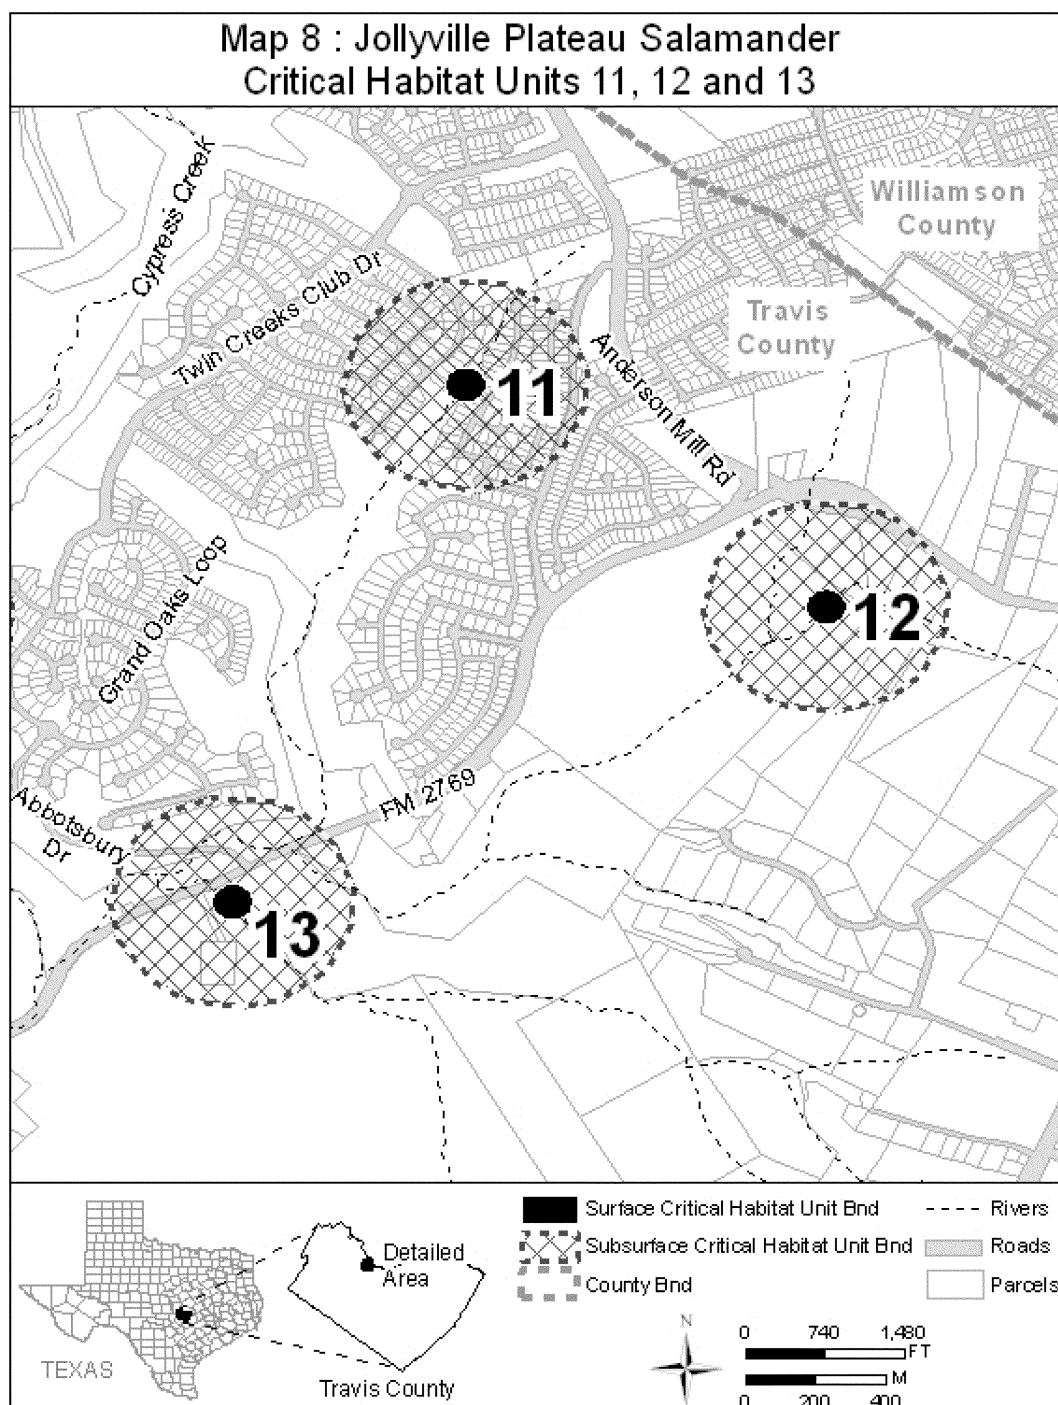 Map 8 : Jollyville Plateau Salamander
Critical Habitat Units 11, 12 and 13
Cypress Creek
Williamson
County
Twin Creeks Club Dr
Travis
County
11
Anderson Mill Rd
Grand Oaks Loop
12
FM 2769
Abbotsbury
Dr
13
TEXAS
Detailed
Area
Travis County
Surface Critical Habitat Unit Bnd
Subsurface Critical Habitat Unit Bnd
County Bnd
Rivers
Roads
Parcels
N
0 740 1,480
FT
M
0 200 400